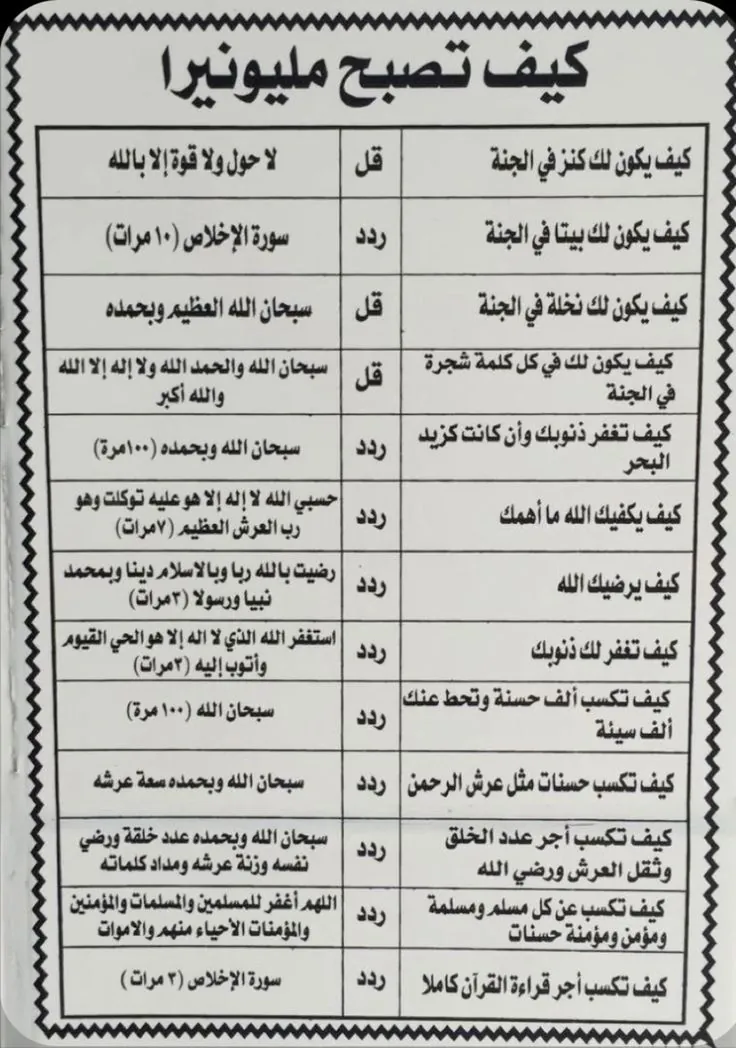 كيف تصبح مليونيرا
كيف يكون لك كنز في الجنة قل لا حول ولا قوة إلا بالله
كيف يكون لك بيتا في الجنة ردد سورة الإخلاص (١٠ مرات)
كيف يكون لك نخلة في الجنة قل سبحان الله العظيم وبحمده
كيف يكون لك في كل كلمة شجرة
في الجنة
قل
سبحان الله والحمد الله ولا إله إلا الله
والله أكبر
كيف تغفر ذنوبك وأن كانت كزبد
البحر
ردد
سبحان الله وبحمده (١٠٠مرة)
كيف يكفيك الله ما أهمك
ردد
حسبي الله لا إله إلا هو عليه توكلت وهو
رب العرش العظيم (٧مرات)
كيف يرضيك الله
ردد
رضيت بالله ربا وبالاسلام دينا وبمحمد
نبيا ورسولا (٣مرات)
كيف تغفر لك ذنوبك
ردد
استغفر الله الذي لا اله إلا هو الحي القيوم
وأتوب إليه (٣مرات)
كيف تكسب ألف حسنة وتحط عنك
ألف سيئة
ردد
سبحان الله (١٠٠ مرة)
كيف تكسب حسنات مثل عرش الرحمن ردد سبحان الله وبحمده سعة عرشه
كيف تكسب أجر عدد الخلق
وثقل العرش ورضي الله
ردد
سبحان الله وبحمده عدد خلقة ورضي
نفسه وزنة عرشه ومداد كلماته
كيف تكسب عن كل مسلم ومسلمة
ومؤمن ومؤمنة حسنات
ردد
اللهم أغفر للمسلمين والمسلمات والمؤمنين
والمؤمنات الأحياء منهم والاموات
كيف تكسب أجر قراءة القرآن كاملا ردد سورة الإخلاص (٣ مرات)